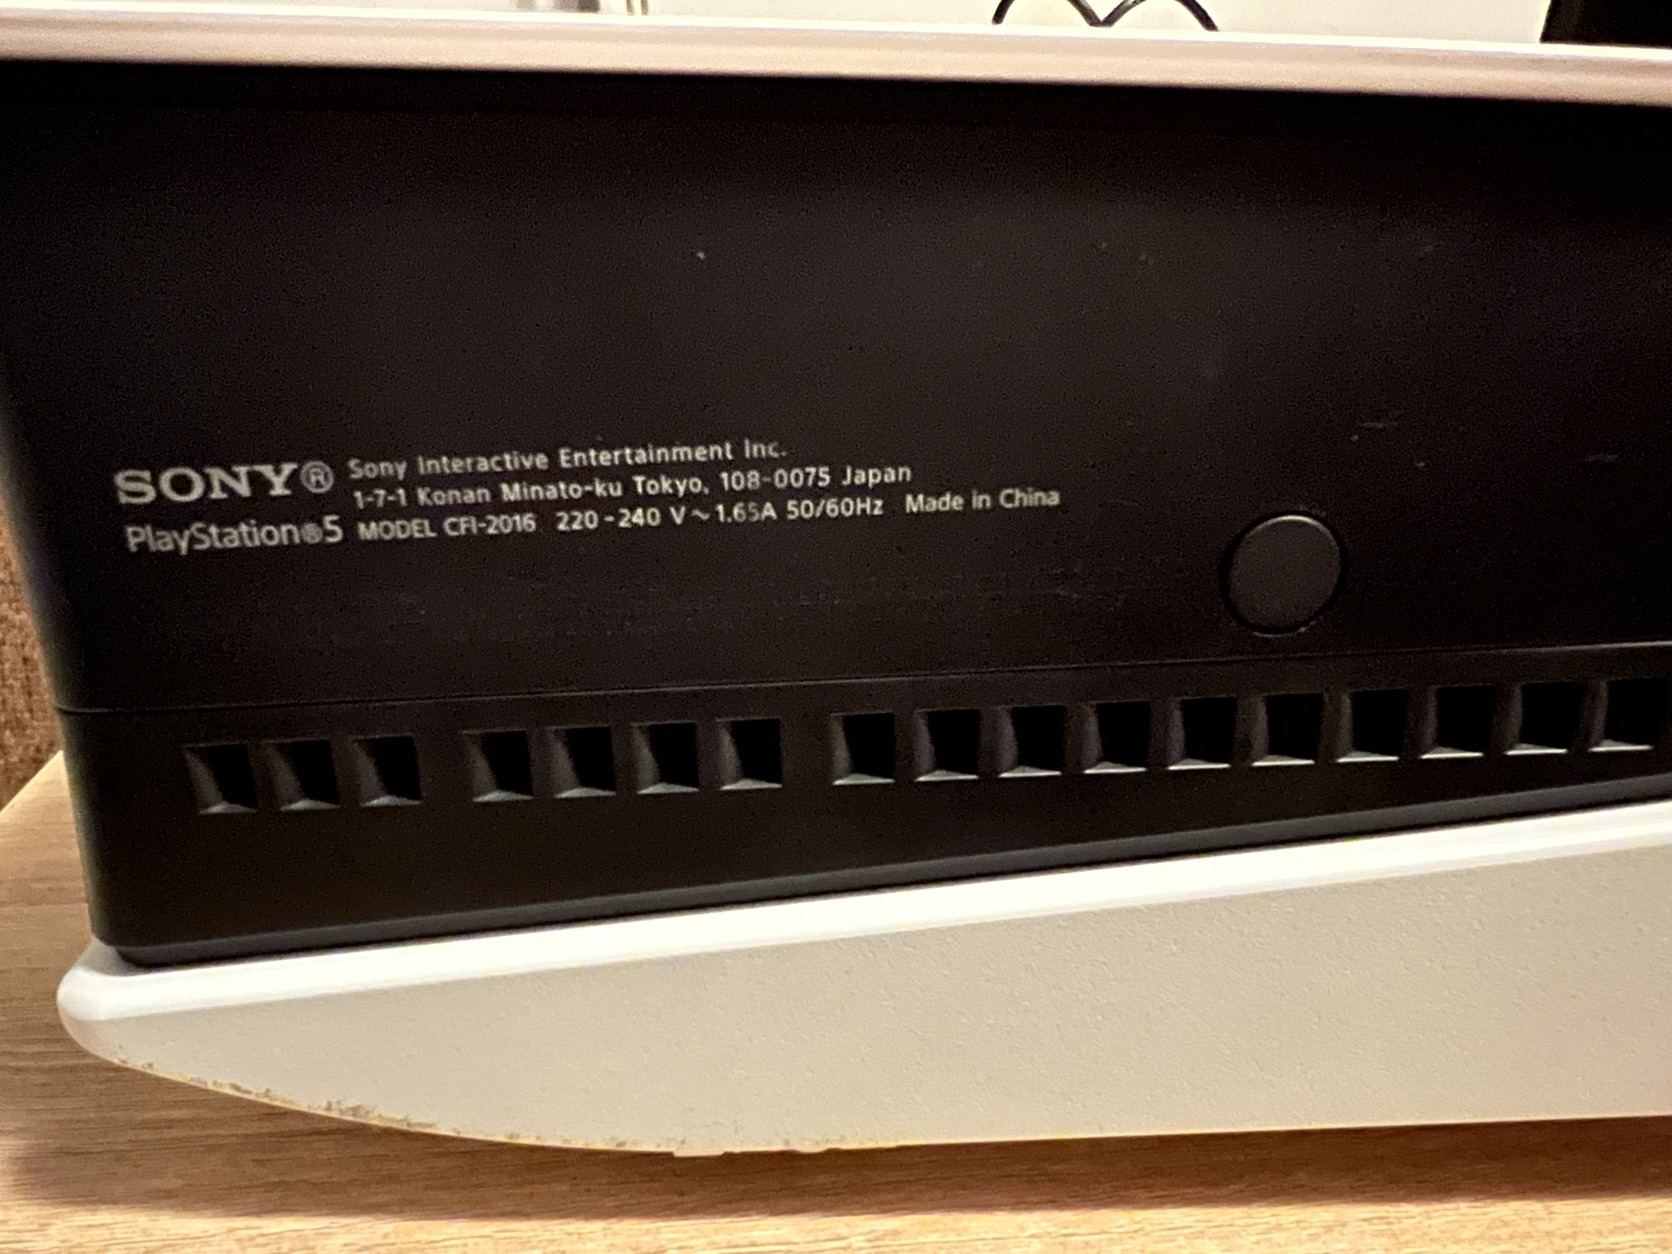 SONY® Sony Interactive Entertainment Inc.
1-7-1 Konan Minato-ku Tokyo, 108-0075 Japan
PlayStation®5 MODEL CFI-2016 220-240 V~1.65A 50/60Hz Made in China